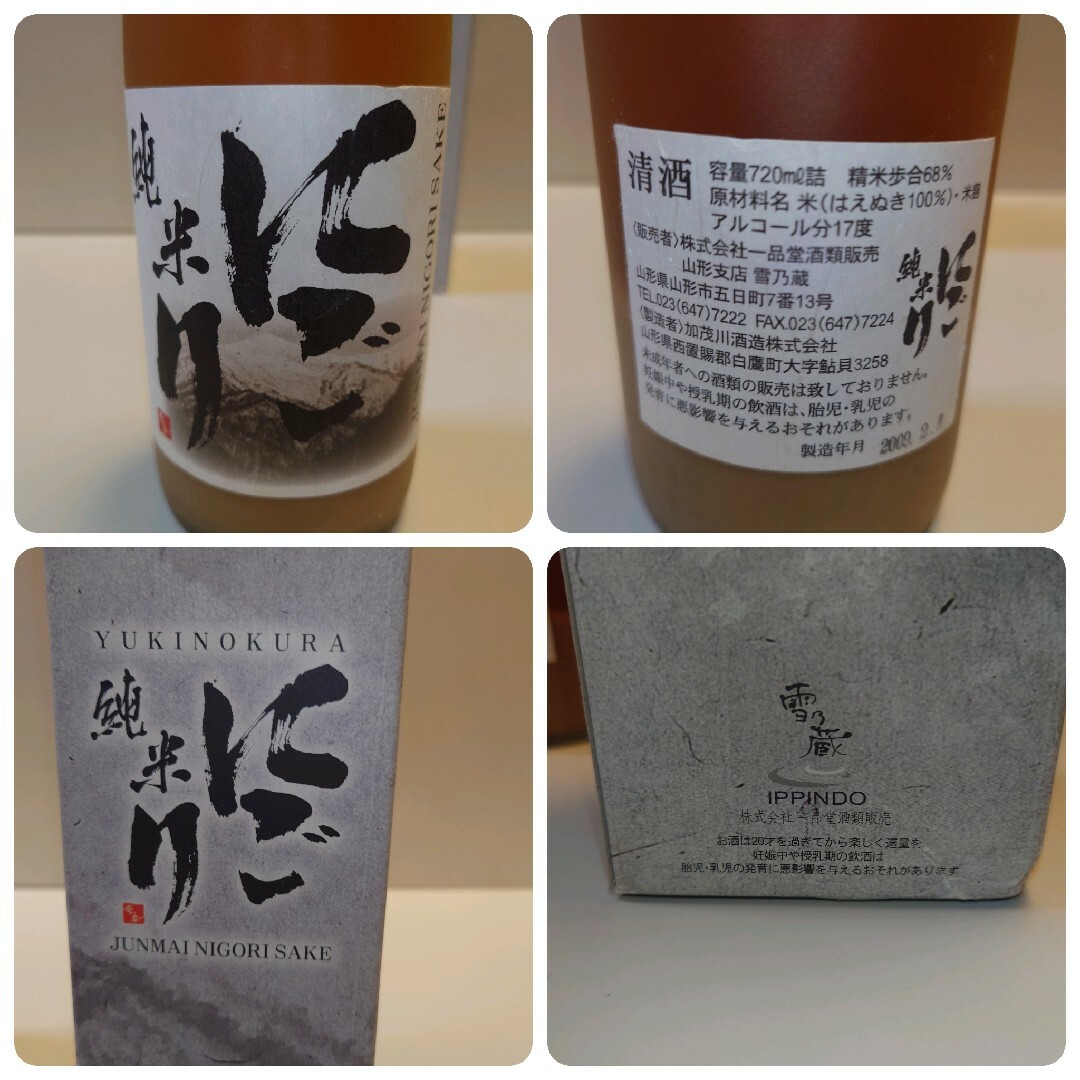 純米
にごり
JUNMAI NIGORI SAKE
清酒
容量720mℓ詰 精米歩合68%
原材料名 米(はえぬき100%)・米麹
アルコール分17度
〈販売者〉株式会社一品堂酒類販売
山形支店 雪乃蔵
山形県山形市五日町7番13号
TEL.023(647)7222 FAX.023(647)7224
〈製造者〉加茂川酒造株式会社
山形県西置賜郡白鷹町大字鮎貝3258
未成年者への酒類の販売は致しておりません。
妊娠中や授乳期の飲酒は、胎児・乳児の
発育に悪影響を与えるおそれがあります。
製造年月 2009. 2.
純米
にごり
YUKINOKURA
純米
にごり
JUNMAI NIGORI SAKE
雪乃蔵
IPPINDO
株式会社一品堂酒類販売
お酒は20才を過ぎてから楽しく適量を
妊娠中や授乳期の飲酒は
胎児・乳児の発育に悪影響を与えるおそれがあります